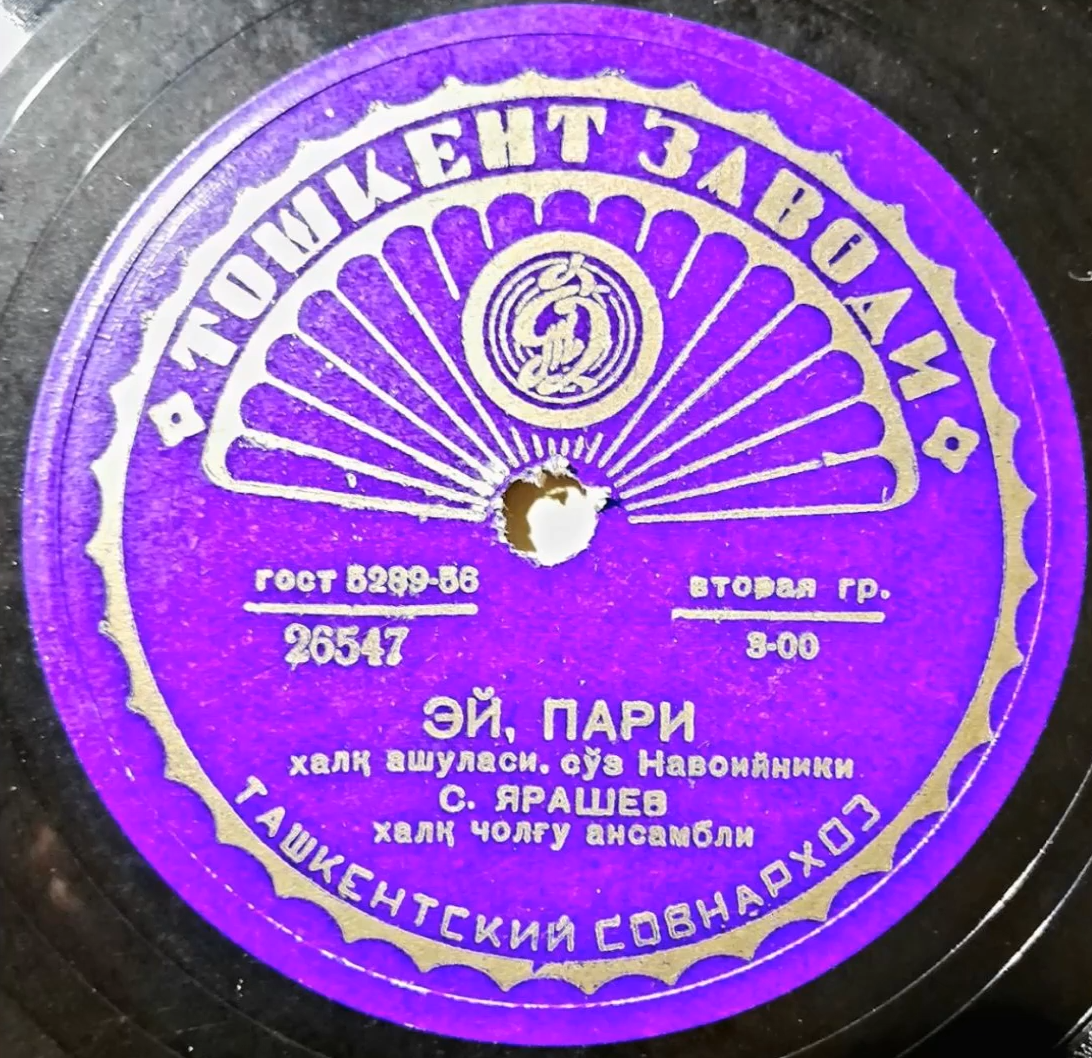 ТОШКЕНТ ЗАВОДИ
гост 5289-56
вторая гр.
26547
3-00
ЭЙ, ПАРИ
халқ ашуласи. сўз Навоийники
С. ЯРАШЕВ
халқ чолғу ансамбли
ТАШКЕНТСКИЙ СОВНАРХОЗ